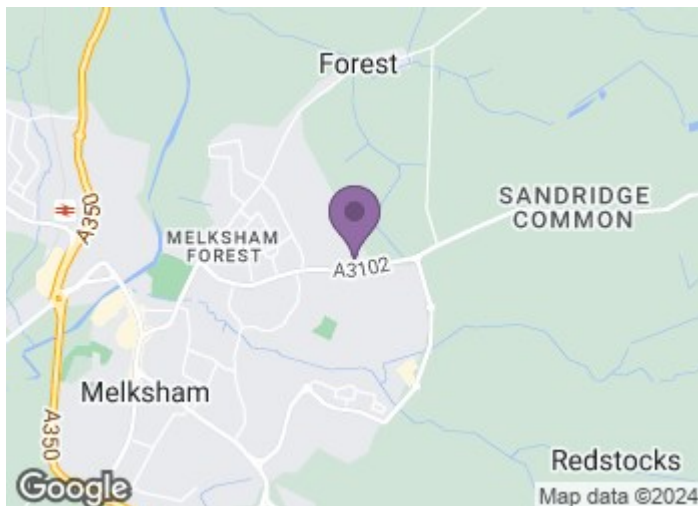 Forest
A350
SANDRIDGE
COMMON
MELKSHAM
FOREST
A3102
Melksham
A350
Redstocks
Google
Map data ©2024